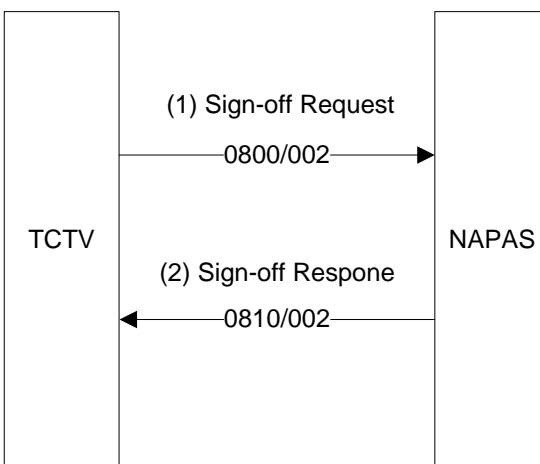 (1) Sign-off Request
0800/002
TCTV
NAPAS
(2) Sign-off Respone
0810/002